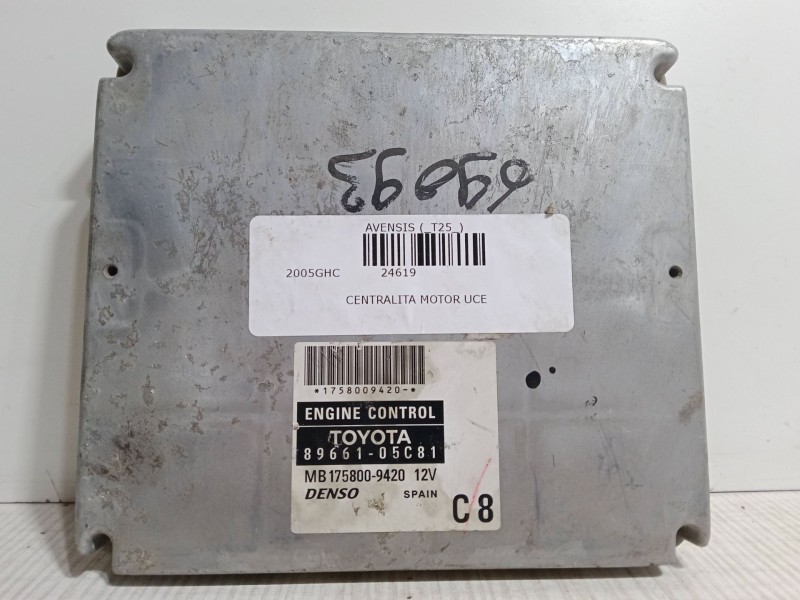 AVENSIS (_T25_)
2005GHC 24619
CENTRALITA MOTOR UCE
*1758009420-*
ENGINE CONTROL
TOYOTA
89661-05C81
MB175800-9420 12V
DENSO SPAIN
C8